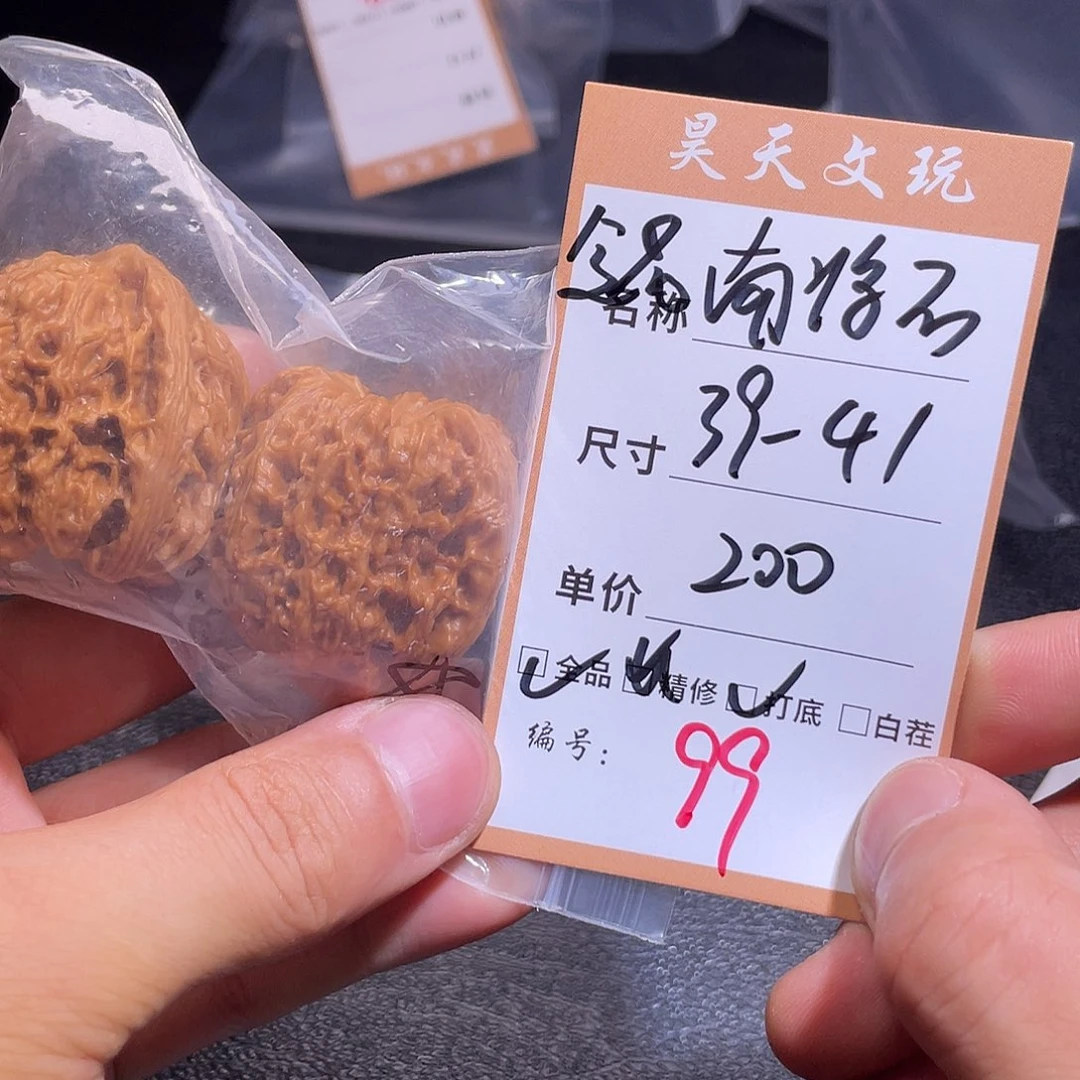 昊天文玩
名称 南将石
尺寸 39-41
单价 200
全品 精修 打底 白茬
编号: 99